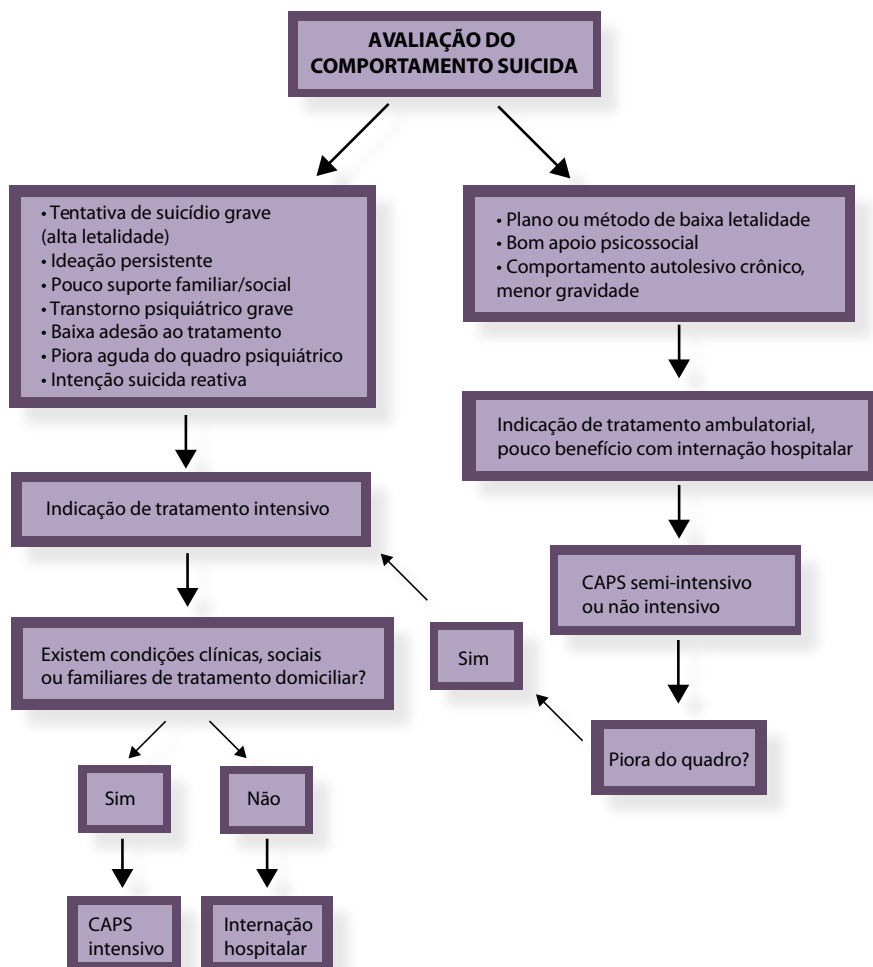 AVALIAÇÃO DO
COMPORTAMENTO SUICIDA
• Tentativa de suicídio grave
(alta letalidade)
• Ideação persistente
• Pouco suporte familiar/social
• Transtorno psiquiátrico grave
• Baixa adesão ao tratamento
• Piora aguda do quadro psiquiátrico
• Intenção suicida reativa
• Plano ou método de baixa letalidade
• Bom apoio psicossocial
• Comportamento autolesivo crônico,
menor gravidade
Indicação de tratamento ambulatorial,
pouco benefício com internação hospitalar
Indicação de tratamento intensivo
CAPS semi-intensivo
ou não intensivo
Existem condições clínicas, sociais
ou familiares de tratamento domiciliar?
Sim
Piora do quadro?
Sim
Não
CAPS
intensivo
Internação
hospitalar